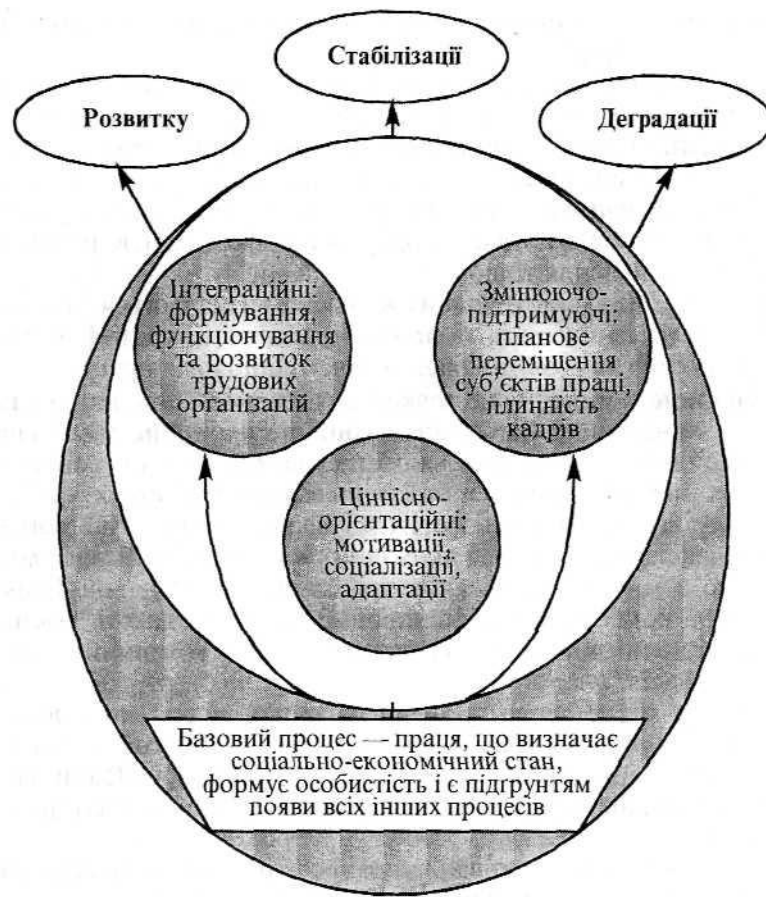 Стабілізації
Розвитку
Деградації
Інтеграційні:
формування,
функціонування
та розвиток
трудових
організацій
Змінюючо-
підтримуючі:
планове
переміщення
суб’єктів праці,
плинність
кадрів
Ціннісно-
орієнтаційні:
мотивації,
соціалізації,
адаптації
Базовий процес — праця, що визначає
соціально-економічний стан,
формує особистість і є підґрунтям
появи всіх інших процесів